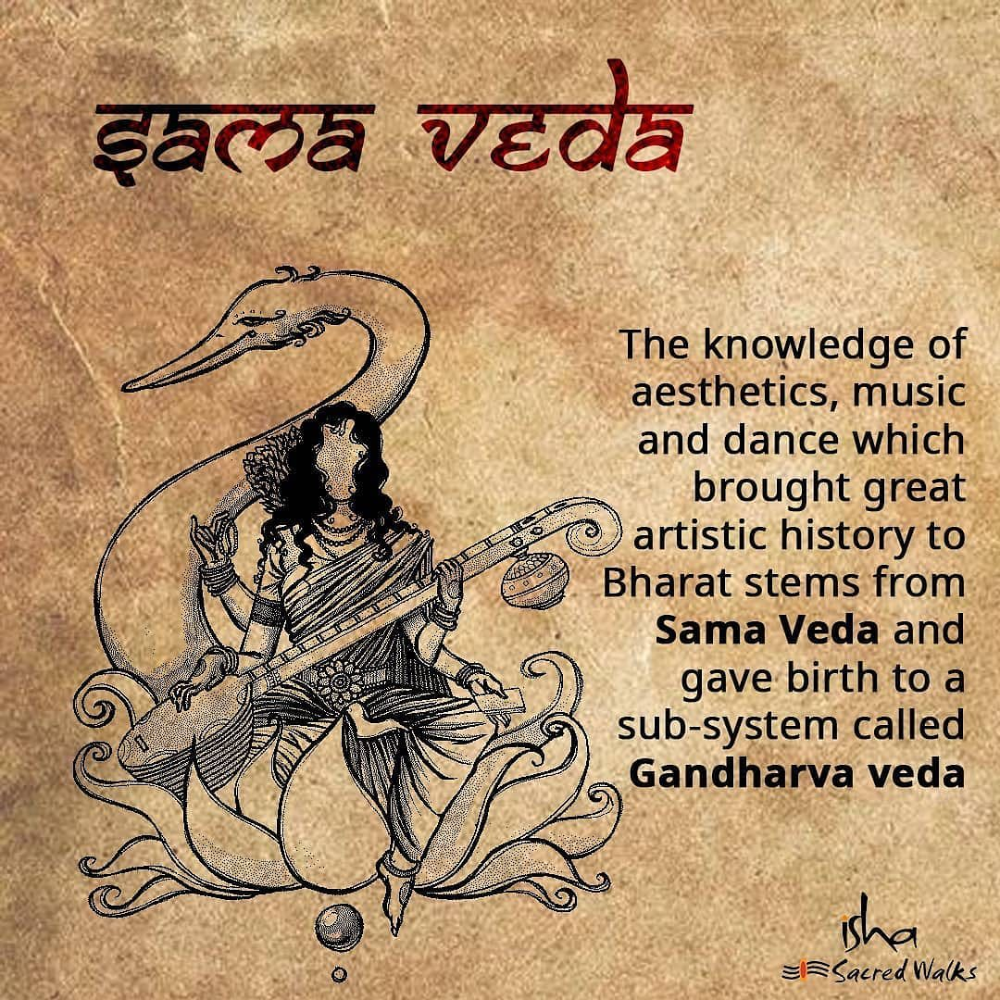 Sama Veda
The knowledge of
aesthetics, music
and dance which
brought great
artistic history to
Bharat stems from
Sama Veda and
gave birth to a
sub-system called
Gandharva veda
isha
Sacred Walks